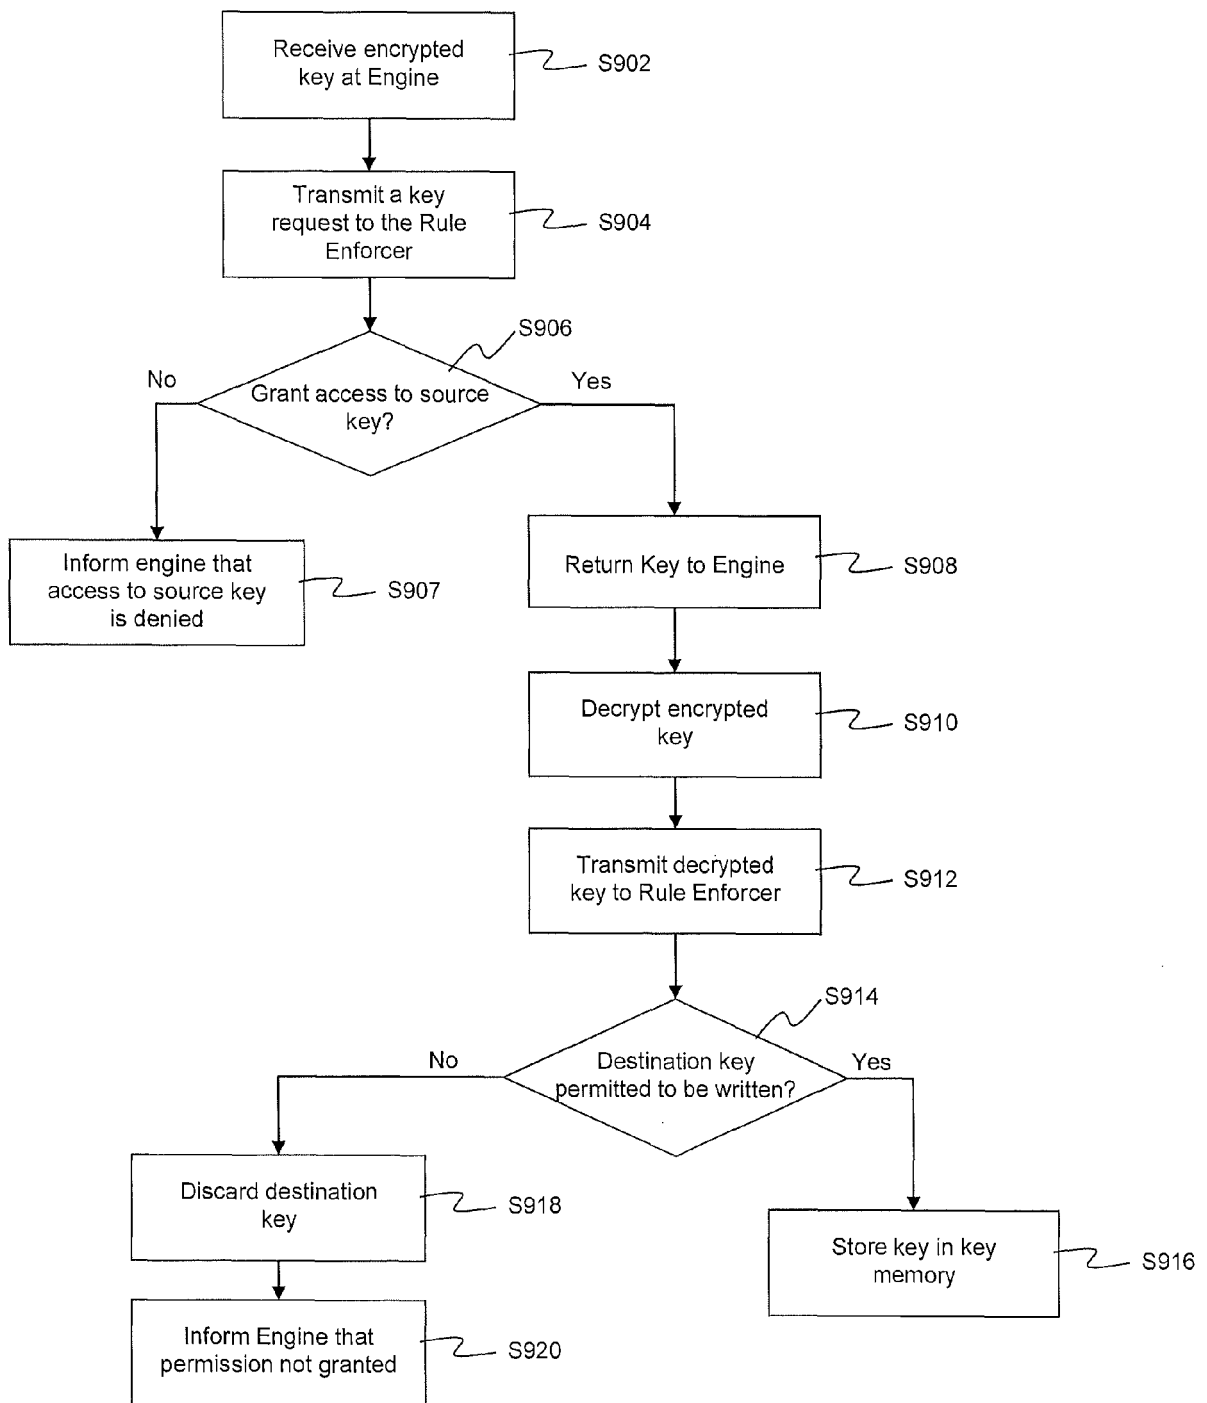 Receive encrypted
key at Engine
S902
Transmit a key
request to the Rule
Enforcer
S904
S906
No
Yes
Grant access to source
key?
Inform engine that
access to source key
is denied
S907
Return Key to Engine
S908
Decrypt encrypted
key
S910
Transmit decrypted
key to Rule Enforcer
S912
S914
No
Yes
Destination key
permitted to be written?
Discard destination
key
S918
Store key in key
memory
S916
Inform Engine that
permission not granted
S920